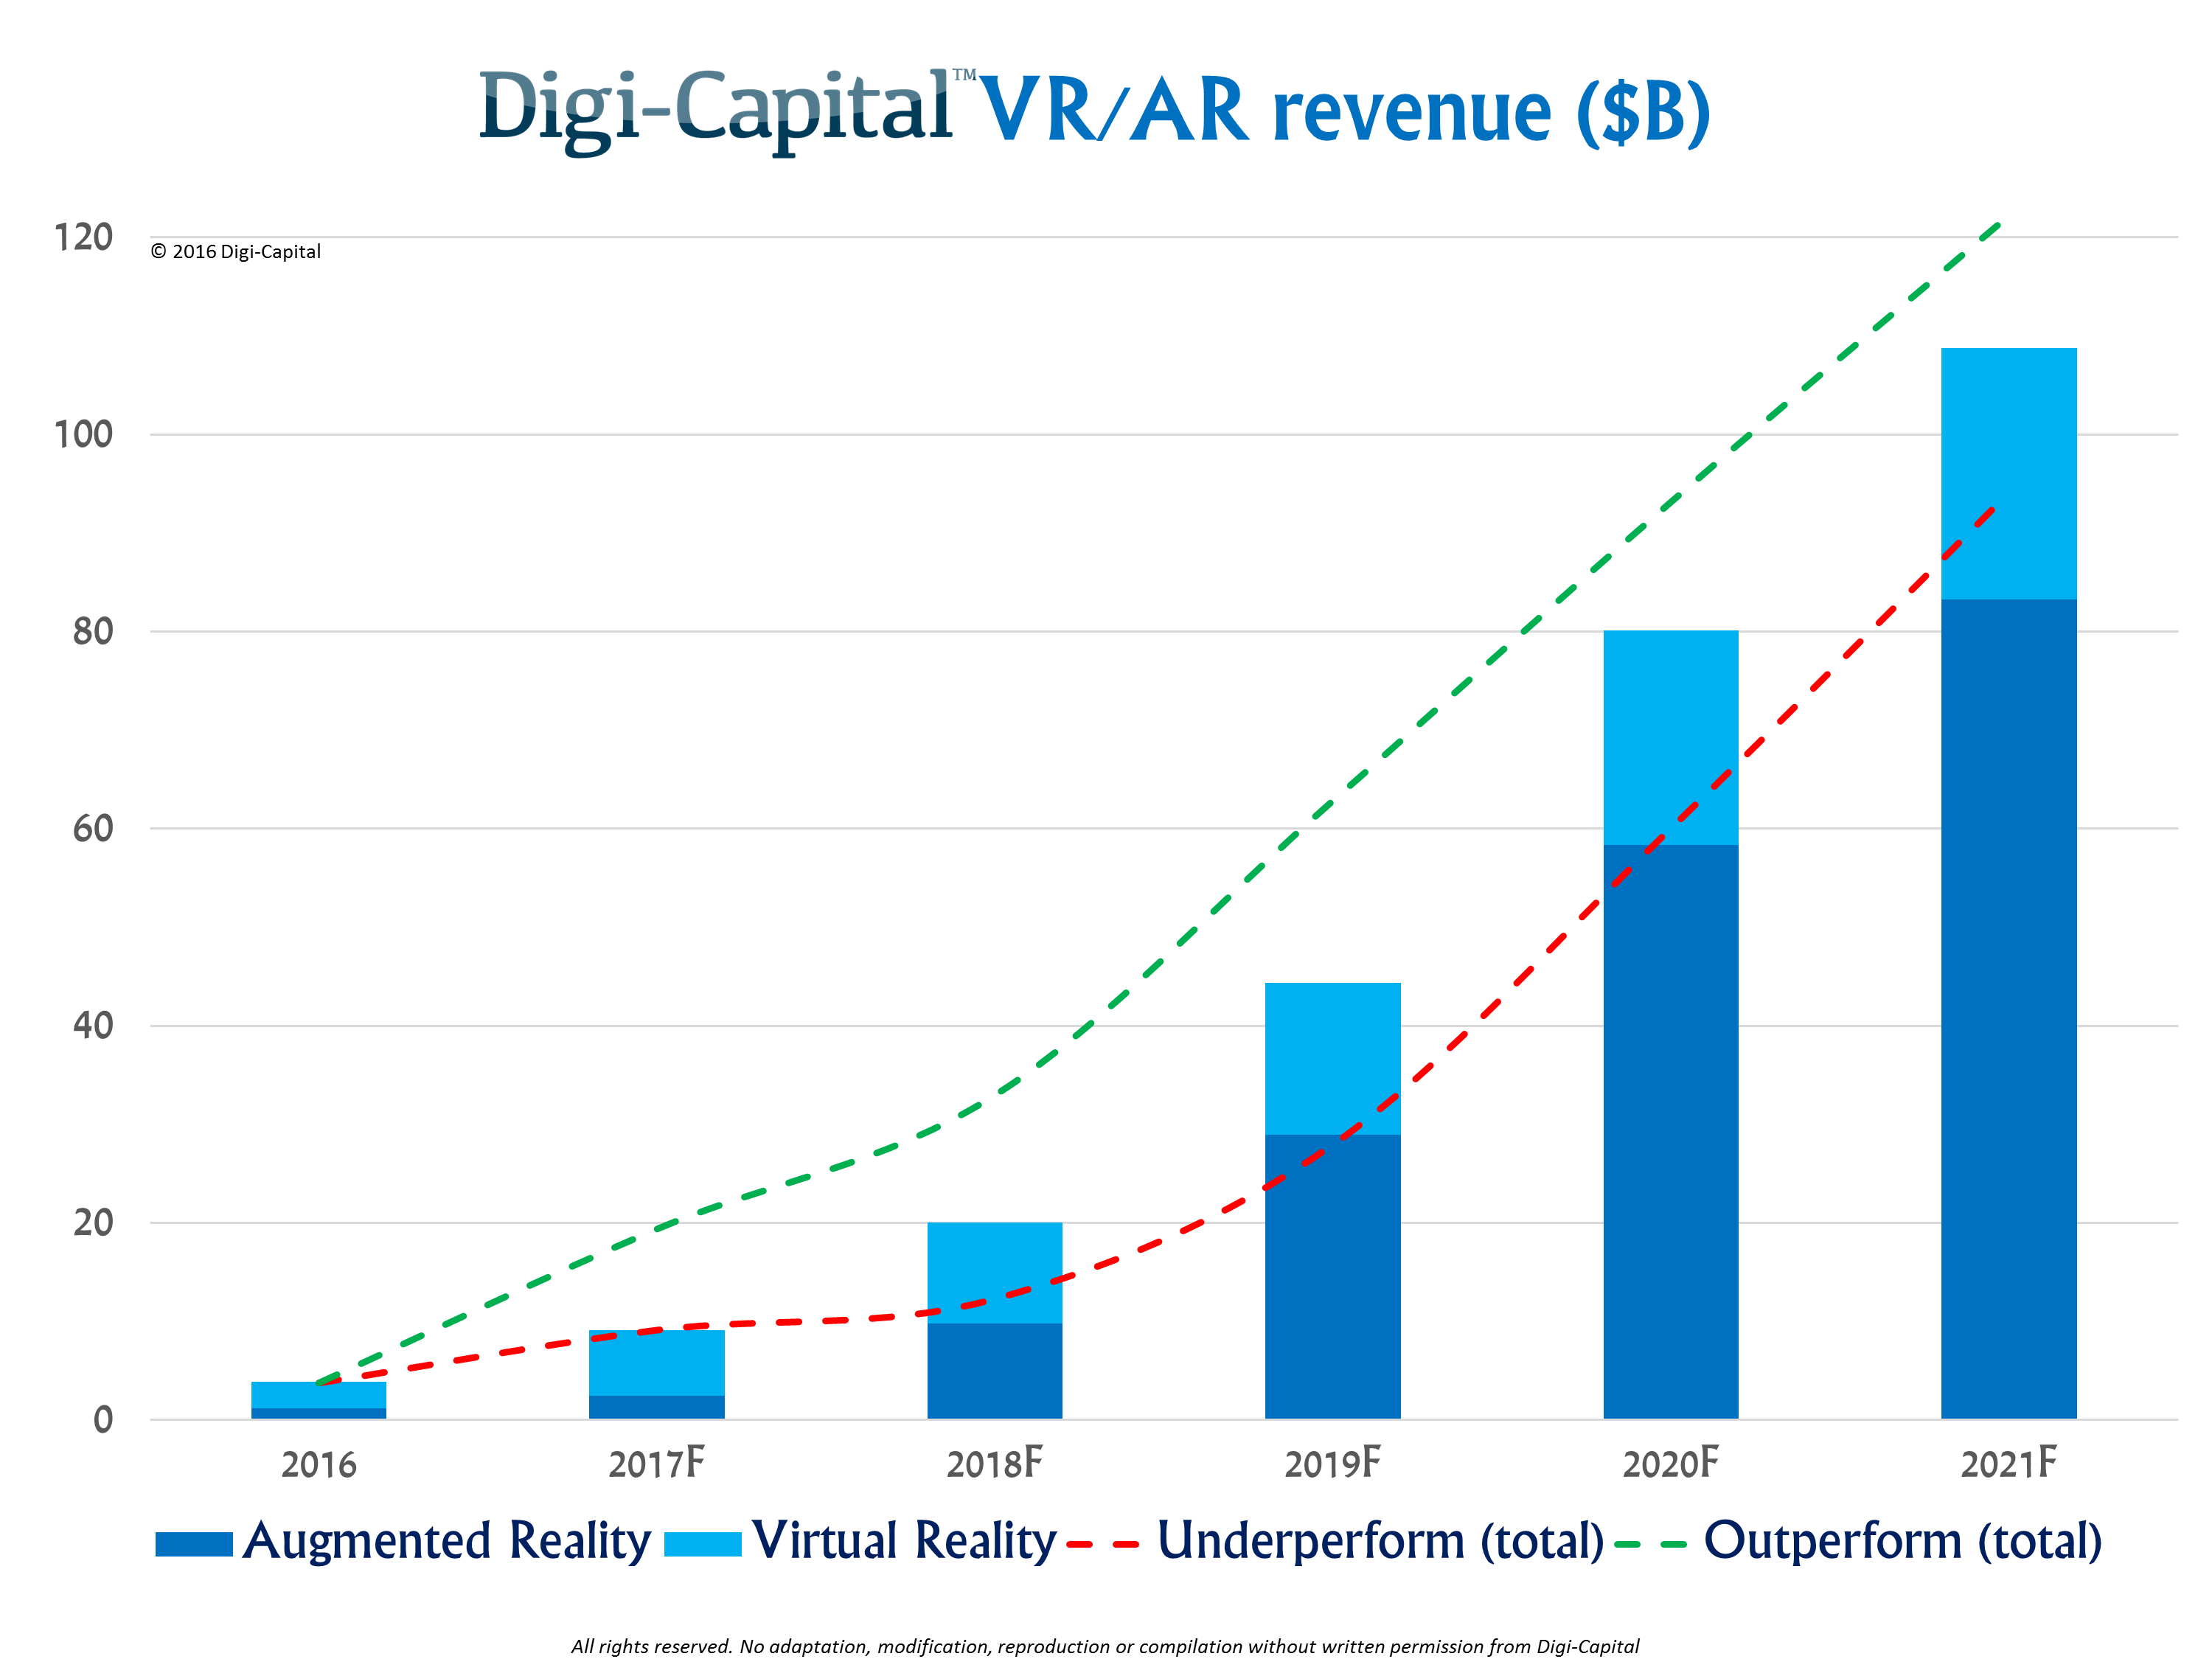 Digi-Capital™ VR/AR revenue ($B)
120
© 2016 Digi-Capital
100
80
60
40
20
0
2016 2017F 2018F 2019F 2020F 2021F
Augmented Reality Virtual Reality Underperform (total) Outperform (total)
All rights reserved. No adaptation, modification, reproduction or compilation without written permission from Digi-Capital